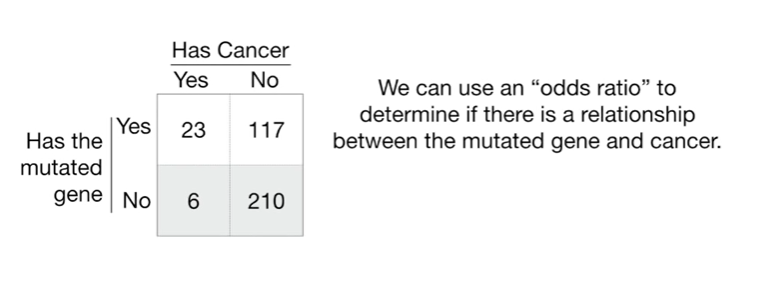 Has Cancer
Yes No
Has the
mutated
gene
Yes 23 117
No 6 210
We can use an “odds ratio” to
determine if there is a relationship
between the mutated gene and cancer.